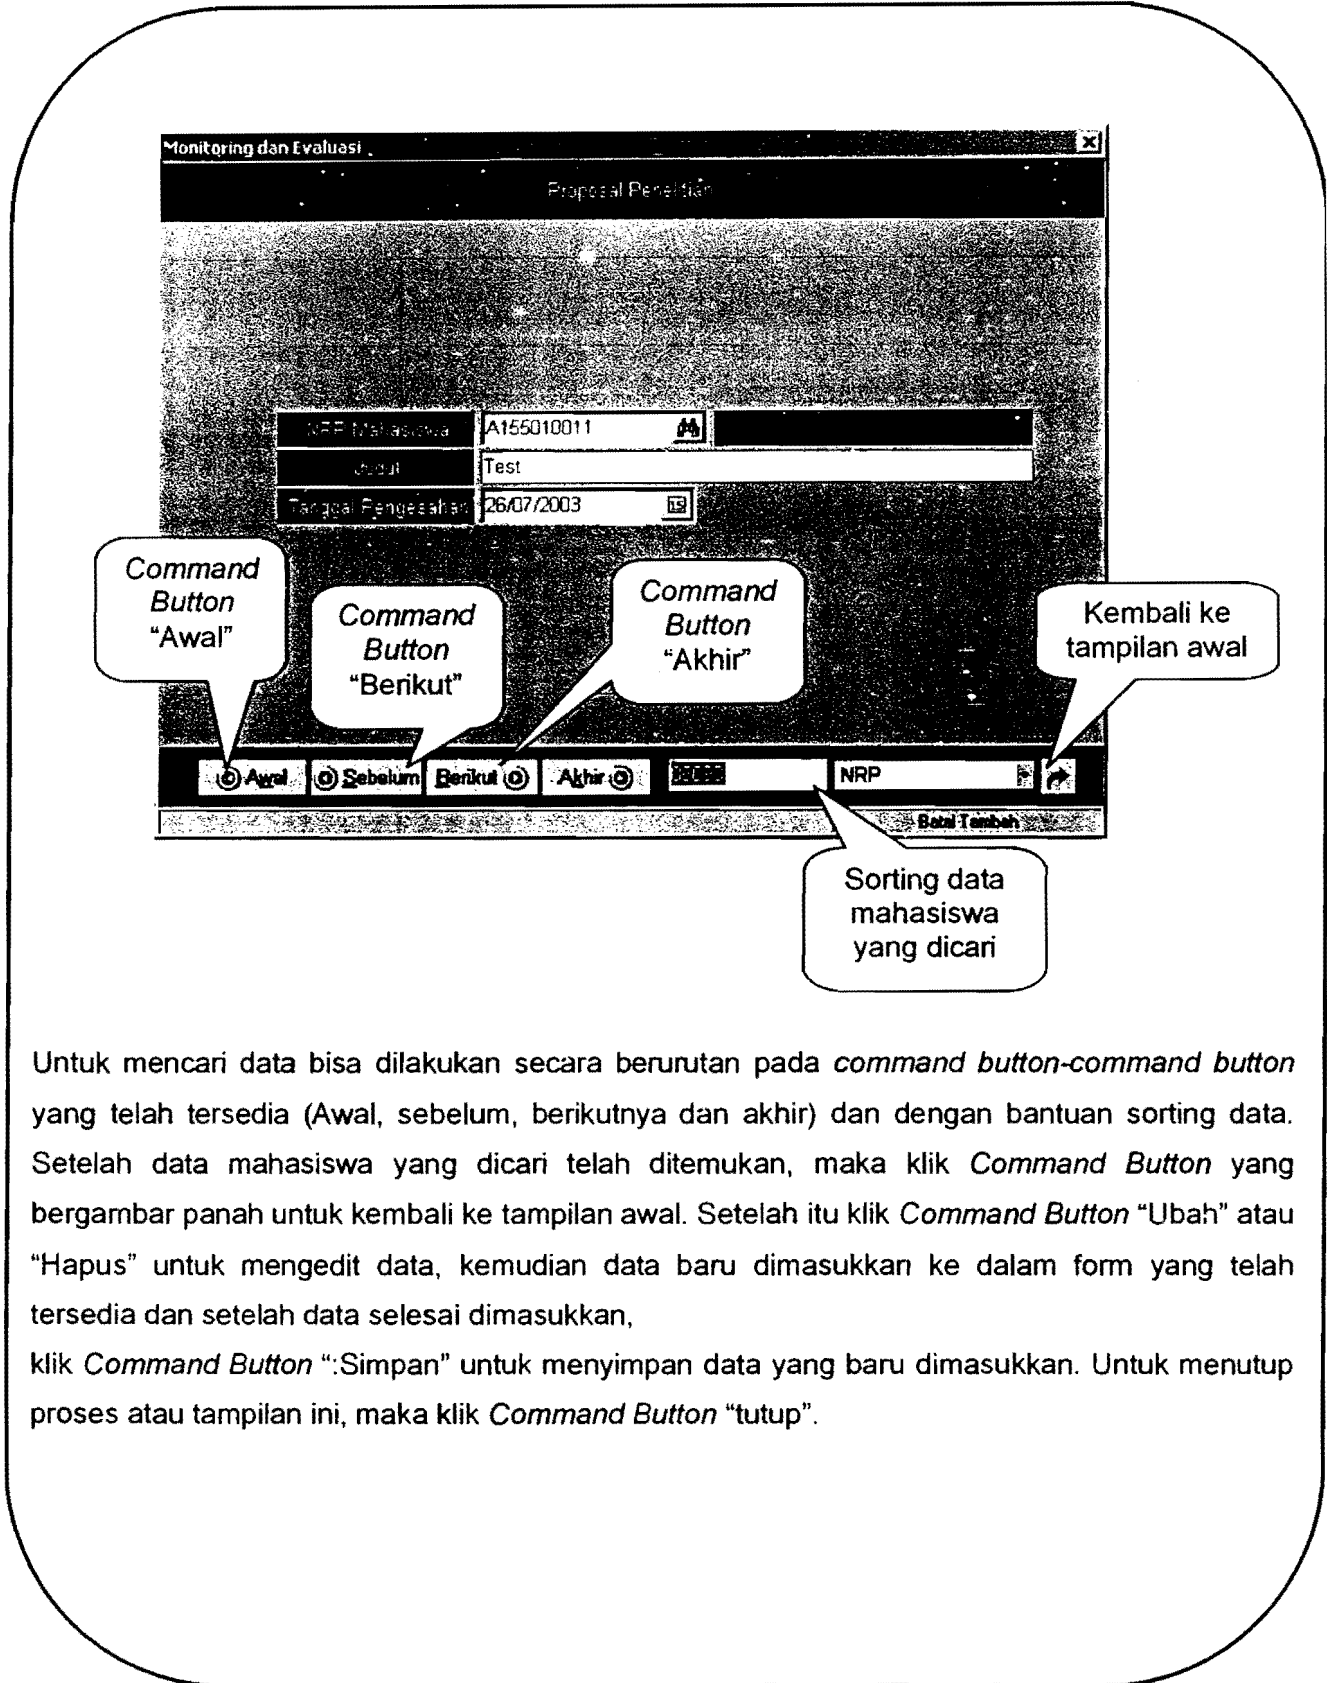 Monitoring dan Evaluasi
Proposal Penelitian
NRP Mahasiswa
A155010011
Judul
Test
Tanggal Pengesahan
26/07/2003
15
Command
Button
“Awal”
Command
Button
“Berikut”
Command
Button
“Akhir”
Kembali ke
tampilan awal
Awal
Sebelum
Berikut
Akhir
NRP
Batal Tambah
Sorting data
mahasiswa
yang dicari
Untuk mencari data bisa dilakukan secara berurutan pada command button-command button
yang telah tersedia (Awal, sebelum, berikutnya dan akhir) dan dengan bantuan sorting data.
Setelah data mahasiswa yang dicari telah ditemukan, maka klik Command Button yang
bergambar panah untuk kembali ke tampilan awal. Setelah itu klik Command Button “Ubah” atau
“Hapus” untuk mengedit data, kemudian data baru dimasukkan ke dalam form yang telah
tersedia dan setelah data selesai dimasukkan,
klik Command Button “:Simpan” untuk menyimpan data yang baru dimasukkan. Untuk menutup
proses atau tampilan ini, maka klik Command Button “tutup”.